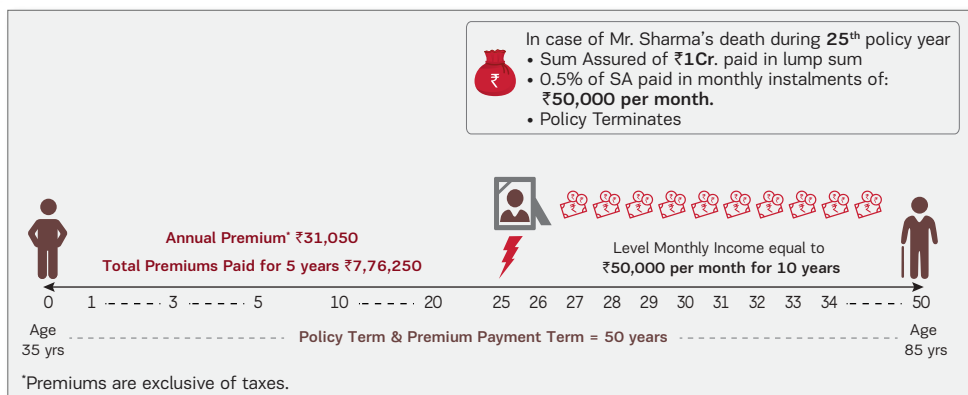 In case of Mr. Sharma's death during 25th policy year
• Sum Assured of ₹1Cr. paid in lump sum
• 0.5% of SA paid in monthly instalments of:
₹50,000 per month.
• Policy Terminates
Annual Premium* ₹31,050
Total Premiums Paid for 5 years ₹7,76,250
Level Monthly Income equal to
₹50,000 per month for 10 years
0 1 3 5 10 20 25 26 27 28 29 30 31 32 33 34 50
Age
35 yrs
Policy Term & Premium Payment Term = 50 years
Age
85 yrs
*Premiums are exclusive of taxes.